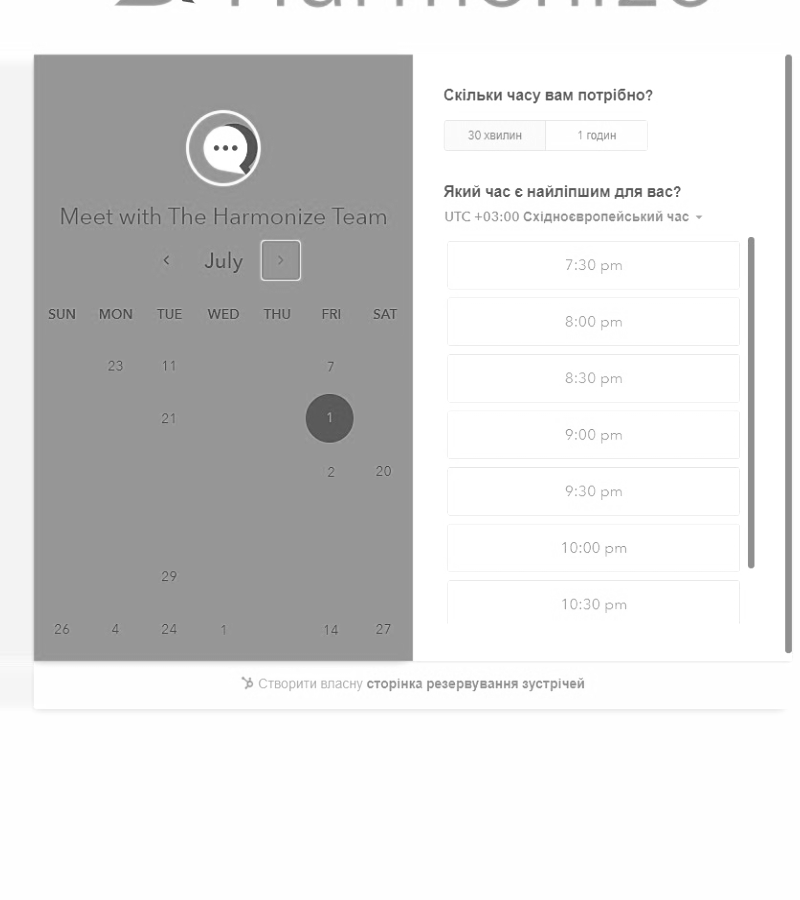 Meet with The Harmonize Team
July
SUN MON TUE WED THU FRI SAT
23 11 7
21 1
2 20
29
26 4 24 1 14 27
Скільки часу вам потрібно?
30 хвилин 1 годин
Який час є найліпшим для вас?
UTC +03:00 Східноєвропейський час
7:30 pm
8:00 pm
8:30 pm
9:00 pm
9:30 pm
10:00 pm
10:30 pm
Створити власну сторінка резервування зустрічей